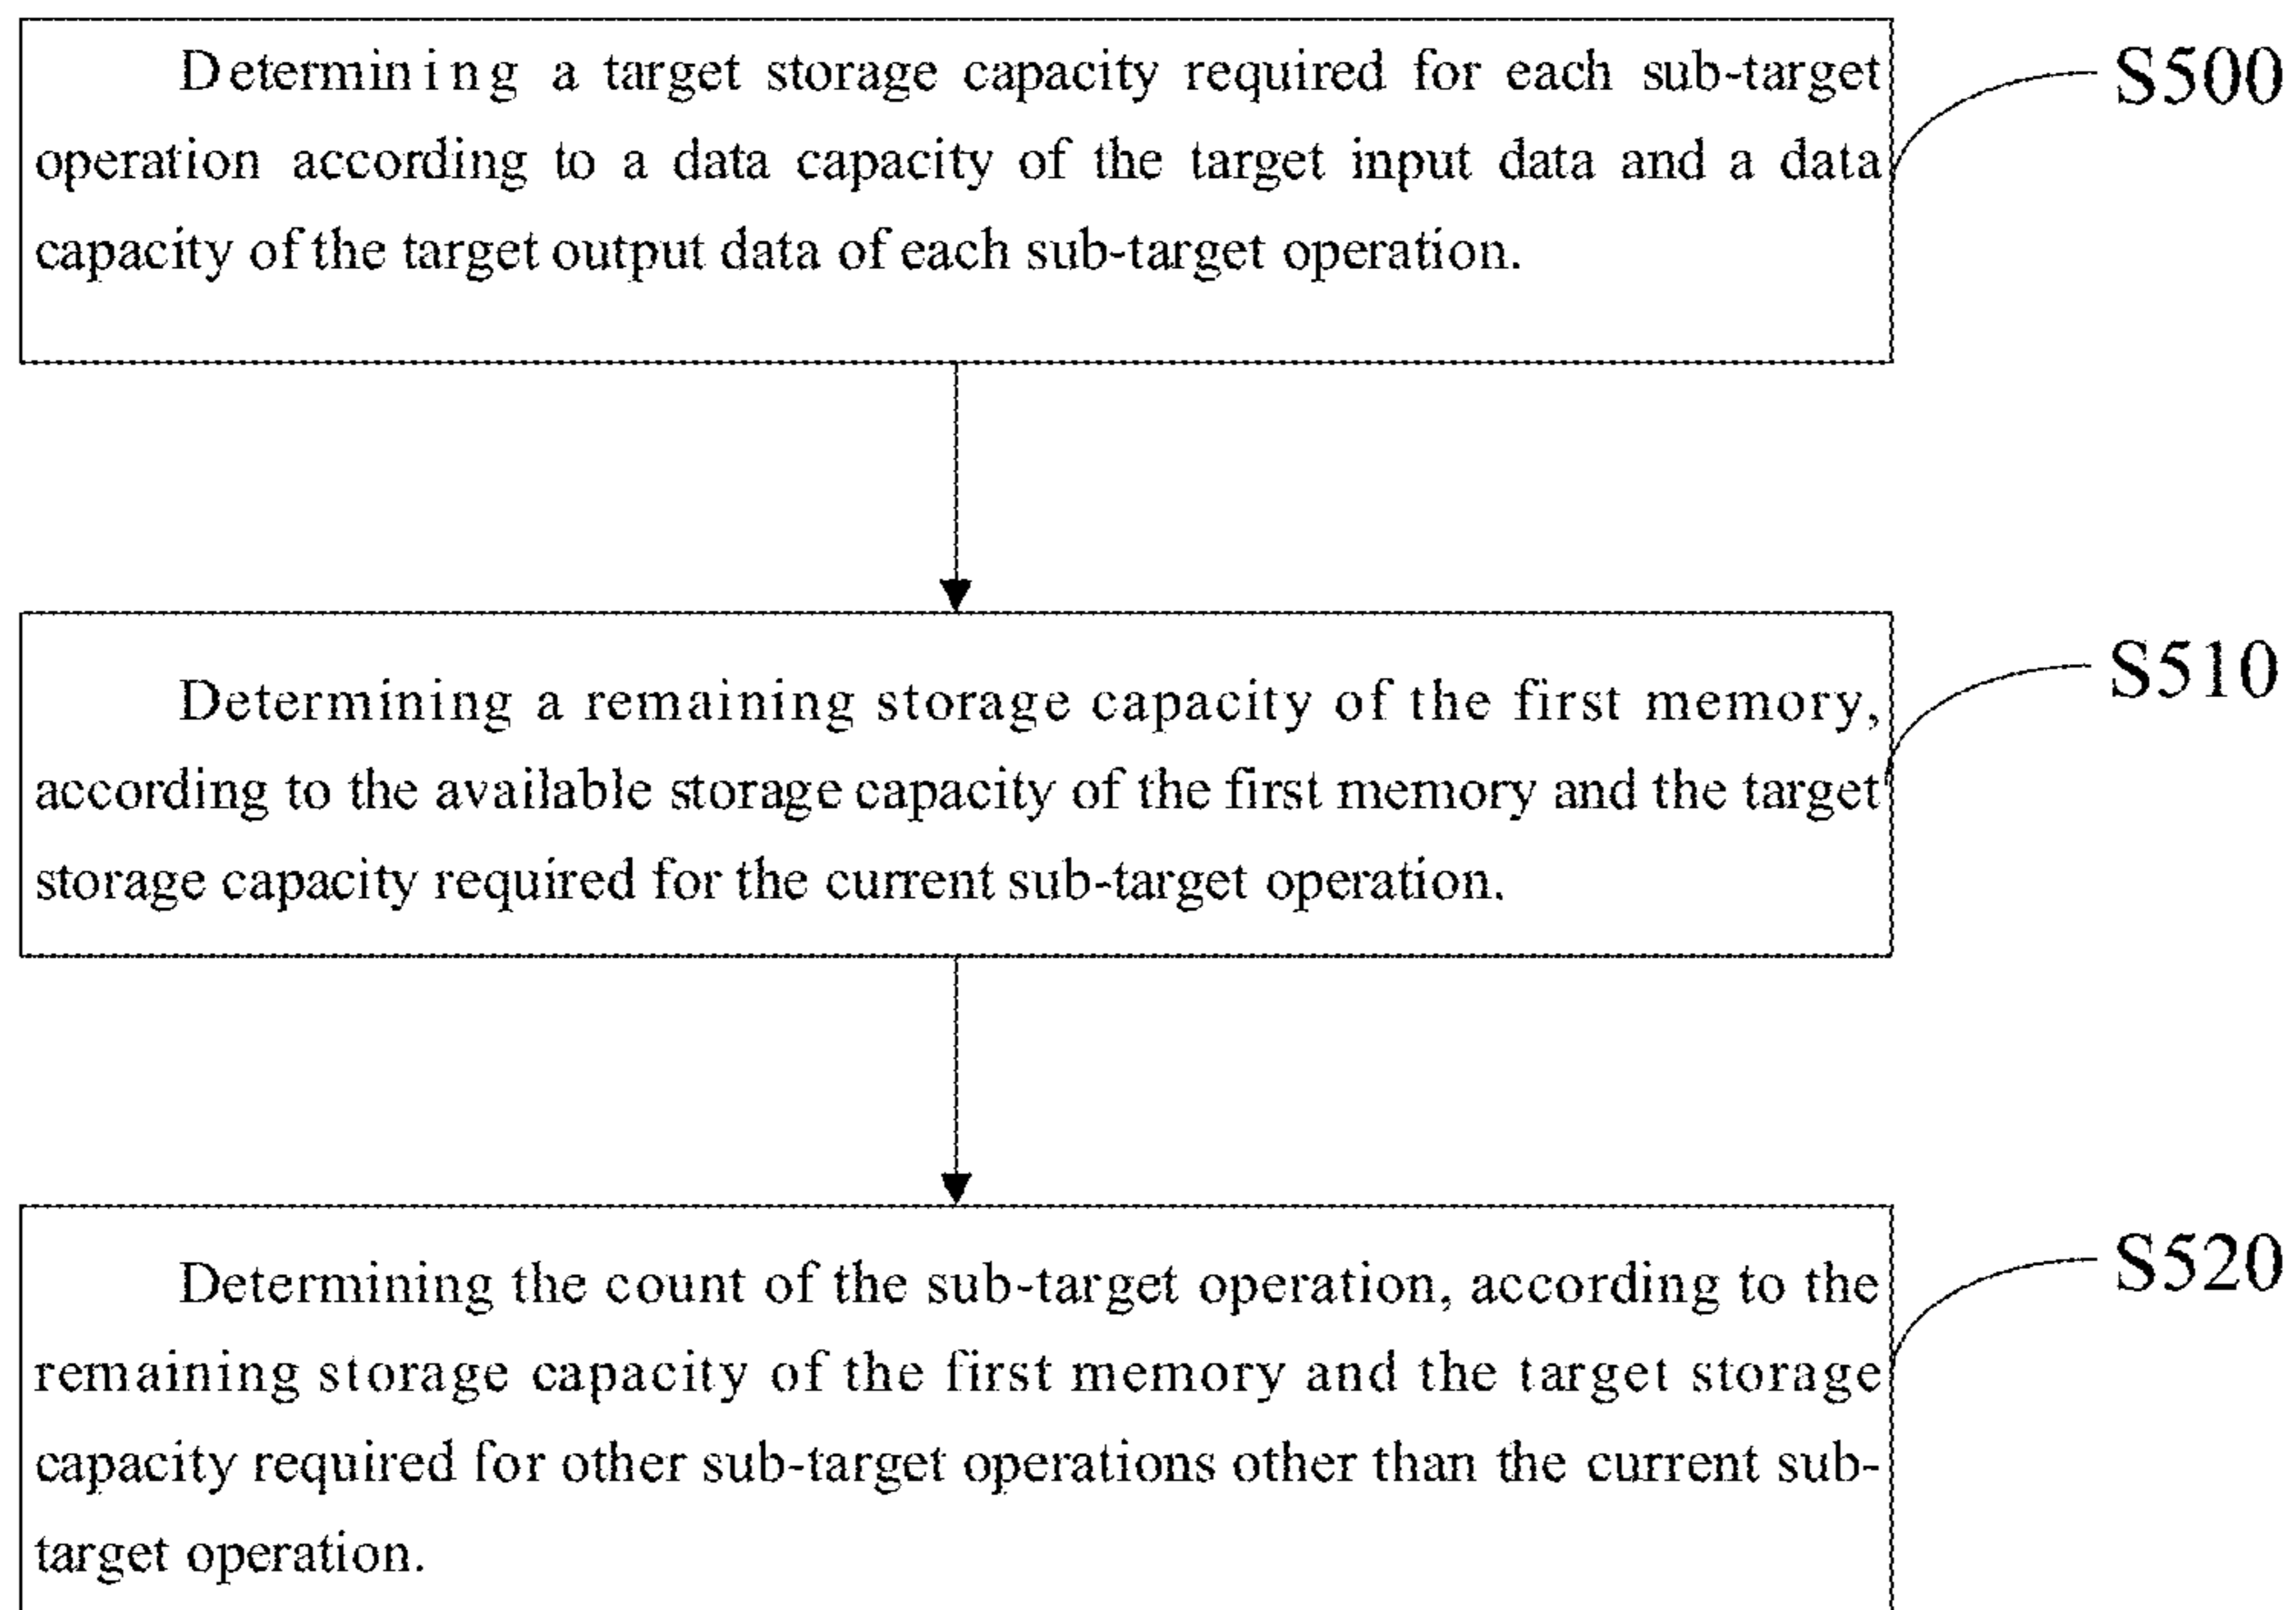 Determining a target storage capacity required for each sub-target
operation according to a data capacity of the target input data and a data
capacity of the target output data of each sub-target operation.
S500
Determining a remaining storage capacity of the first memory,
according to the available storage capacity of the first memory and the target
storage capacity required for the current sub-target operation.
S510
Determining the count of the sub-target operation, according to the
remaining storage capacity of the first memory and the target storage
capacity required for other sub-target operations other than the current sub-
target operation.
S520